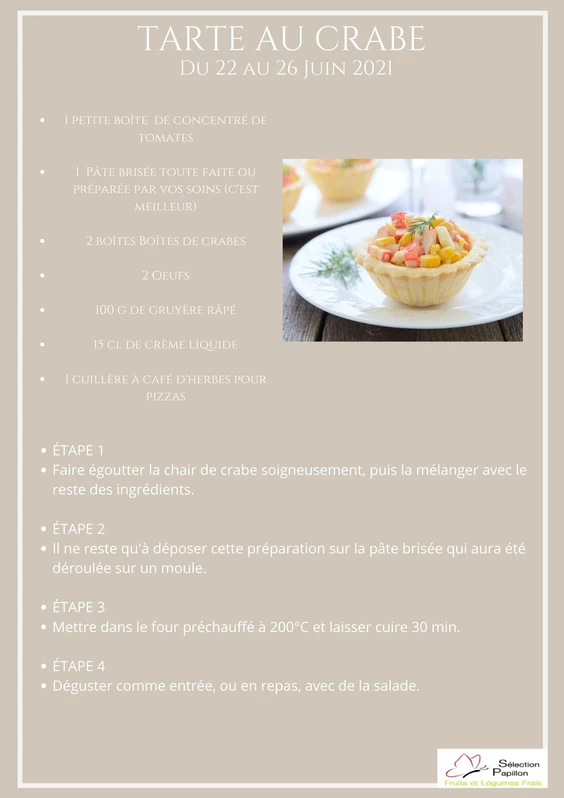 TARTE AU CRABE
DU 22 AU 26 JUIN 2021
1 PETITE BOÎTE DE CONCENTRÉ DE
TOMATES
1 PÂTE BRISÉE TOUTE FAITE OU
PRÉPARÉE PAR VOS SOINS (C'EST
MEILLEUR)
2 BOÎTES BOÎTES DE CRABES
2 OEUFS
100 G DE GRUYÈRE RÂPÉ
15 CL DE CRÈME LIQUIDE
1 CUILLÈRE À CAFÉ D'HERBES POUR
PIZZAS
ÉTAPE 1
Faire égoutter la chair de crabe soigneusement, puis la mélanger avec le
reste des ingrédients.
ÉTAPE 2
Il ne reste qu'à déposer cette préparation sur la pâte brisée qui aura été
déroulée sur un moule.
ÉTAPE 3
Mettre dans le four préchauffé à 200°C et laisser cuire 30 min.
ÉTAPE 4
Déguster comme entrée, ou en repas, avec de la salade.
Sélection
Papillon
Fruits et Légumes Frais